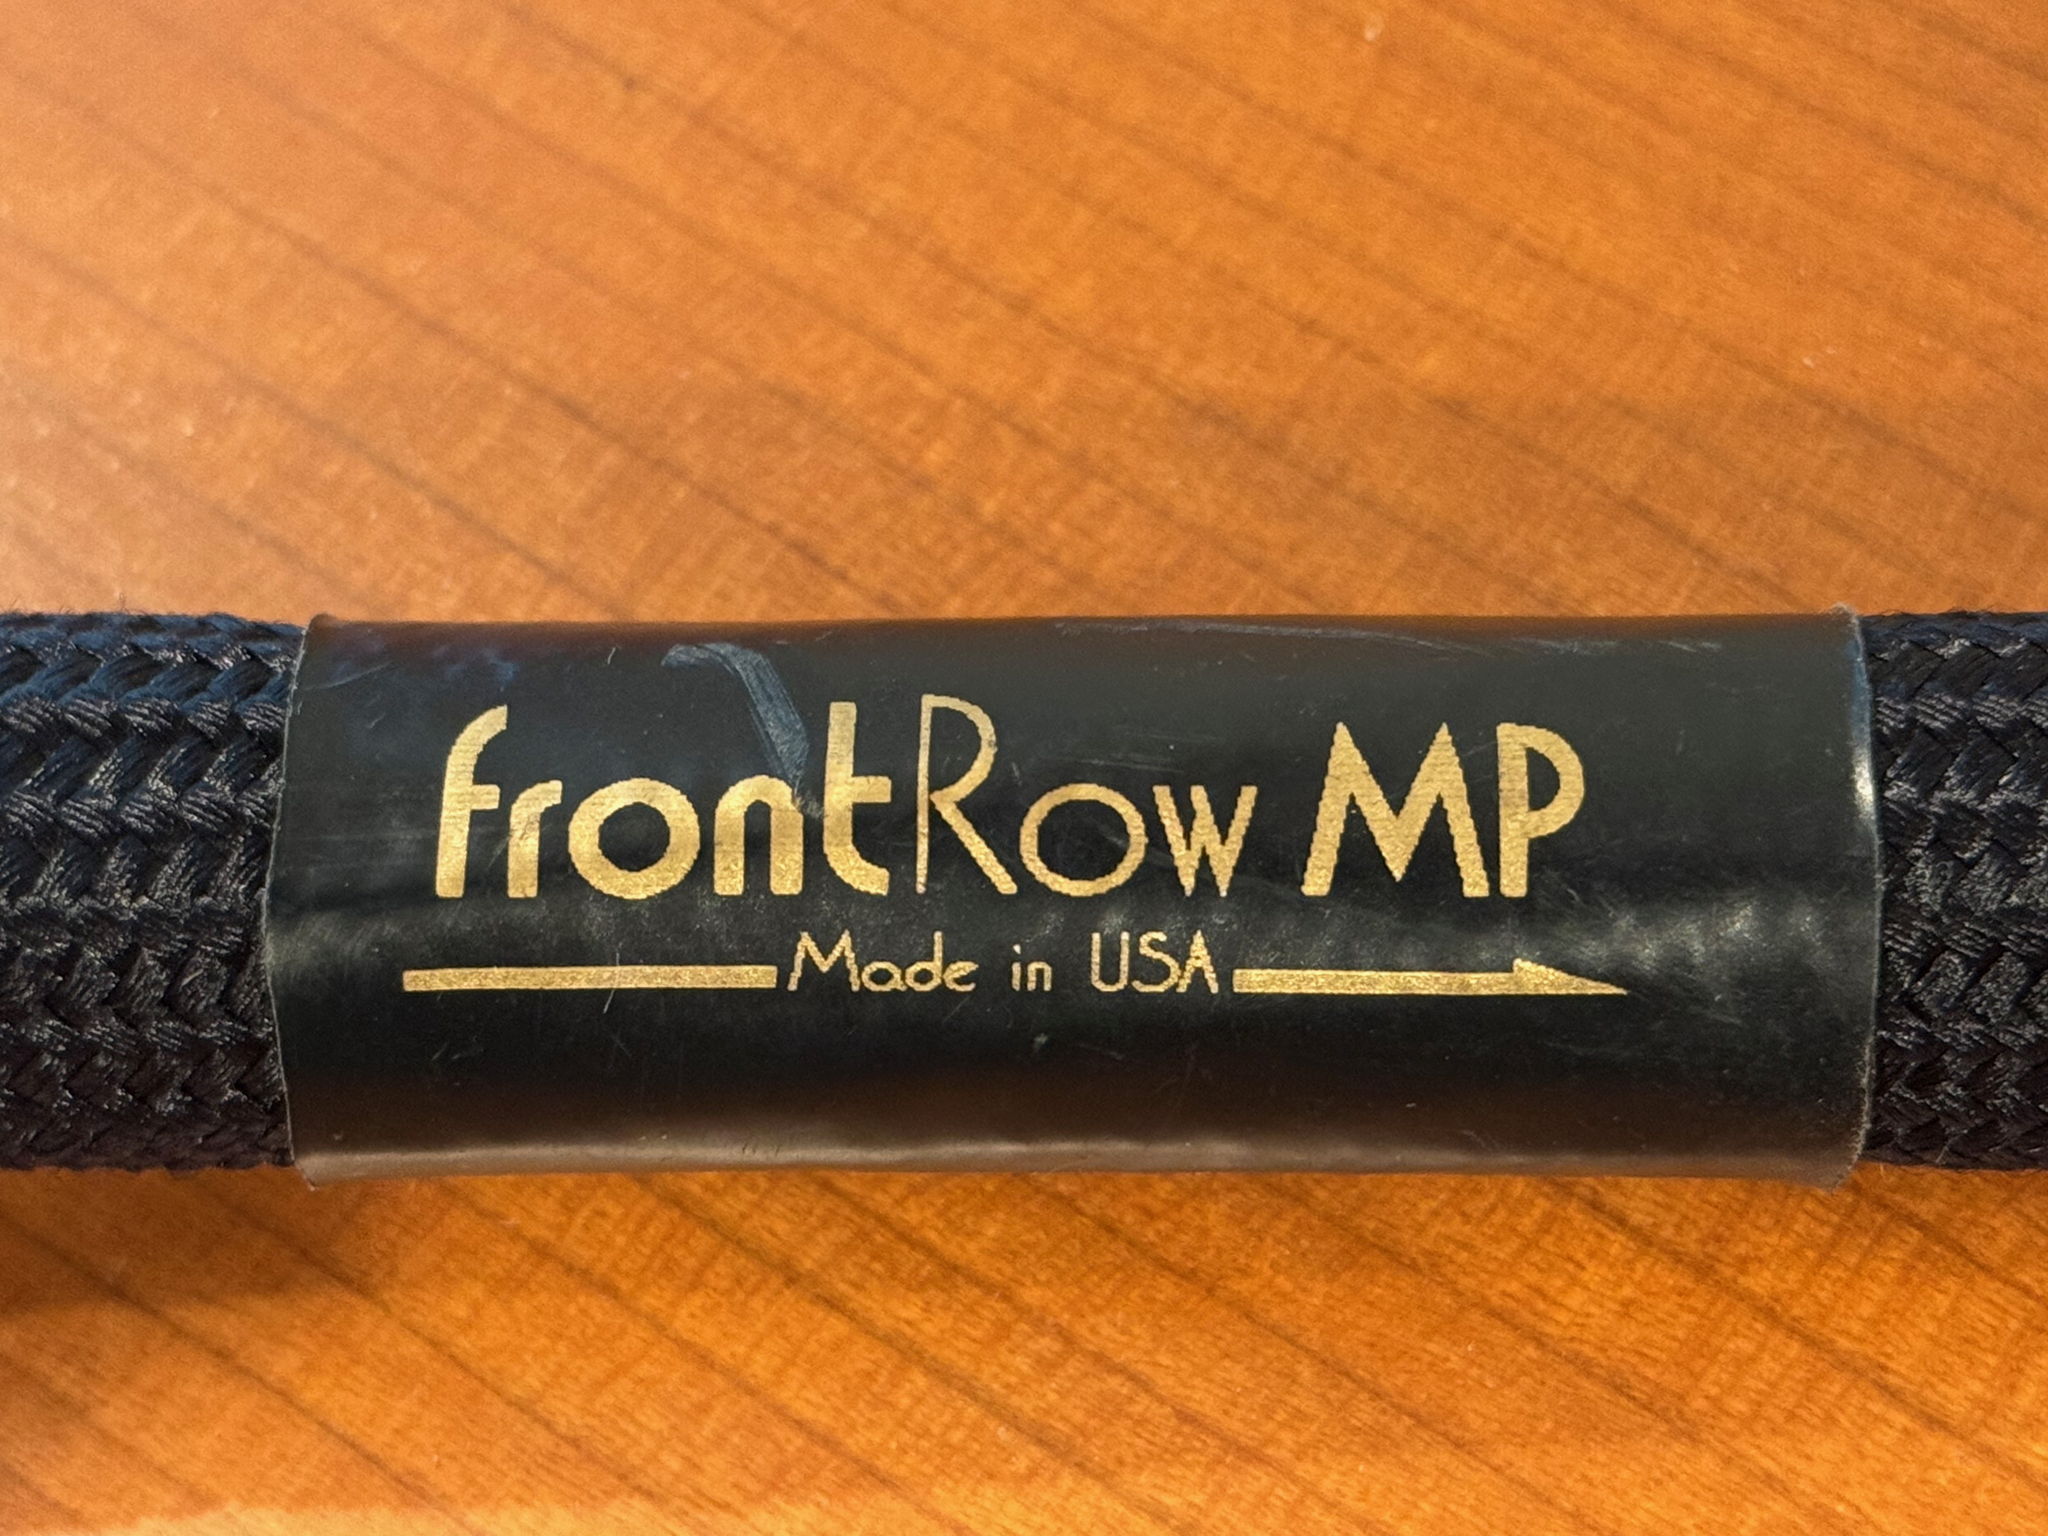 frontRow MP
Made in USA